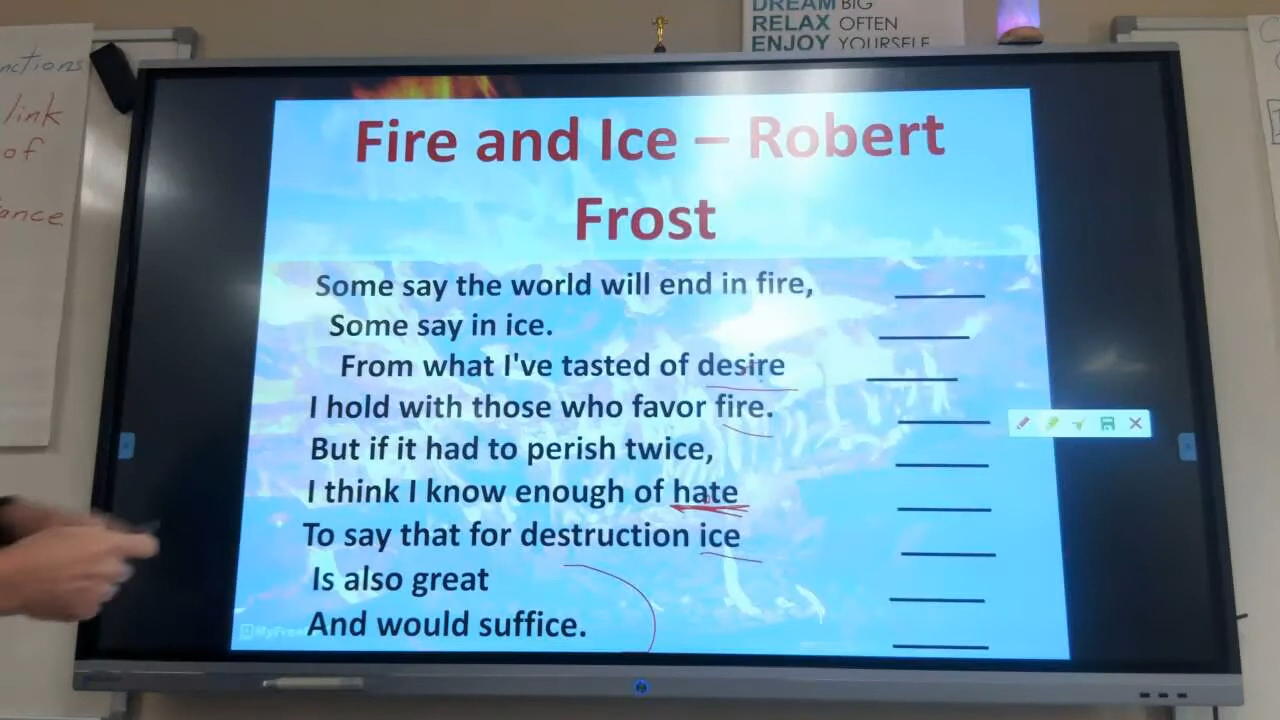 DREAM BIG
RELAX OFTEN
ENJOY YOURSELF
nctions
link
of
ance
Fire and Ice – Robert
Frost
Some say the world will end in fire,
Some say in ice.
From what I've tasted of desire
I hold with those who favor fire.
But if it had to perish twice,
I think I know enough of hate
To say that for destruction ice
Is also great
And would suffice.